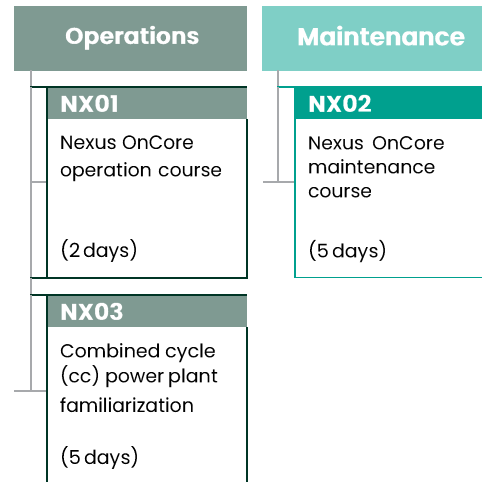 Operations
NX01
Nexus OnCore
operation course
(2 days)
NX03
Combined cycle
(cc) power plant
familiarization
(5 days)
Maintenance
NX02
Nexus OnCore
maintenance
course
(5 days)